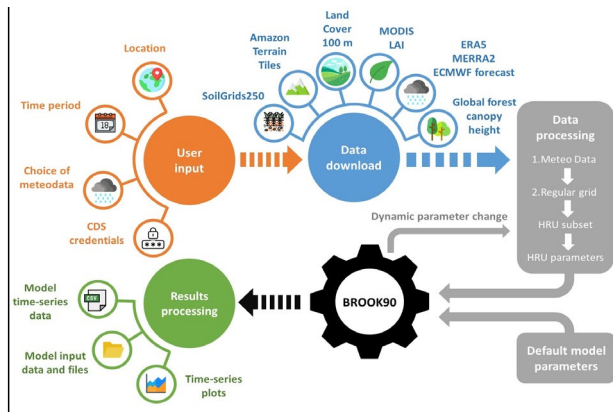 Location
Time period
18
Choice of
meteodata
CDS
credentials
***
User
input
SoilGrids250
Amazon
Terrain
Tiles
Land
Cover
100 m
MODIS
LAI
ERA5
MERRA2
ECMWF forecast
Global forest
canopy
height
Data
download
Data
processing
1.Meteo Data
2.Regular grid
HRU subset
HRU parameters
Dynamic parameter change
BROOK90
Default model
parameters
Results
processing
Model
time-series
data
CSV
Model input
data and files
Time-series
plots